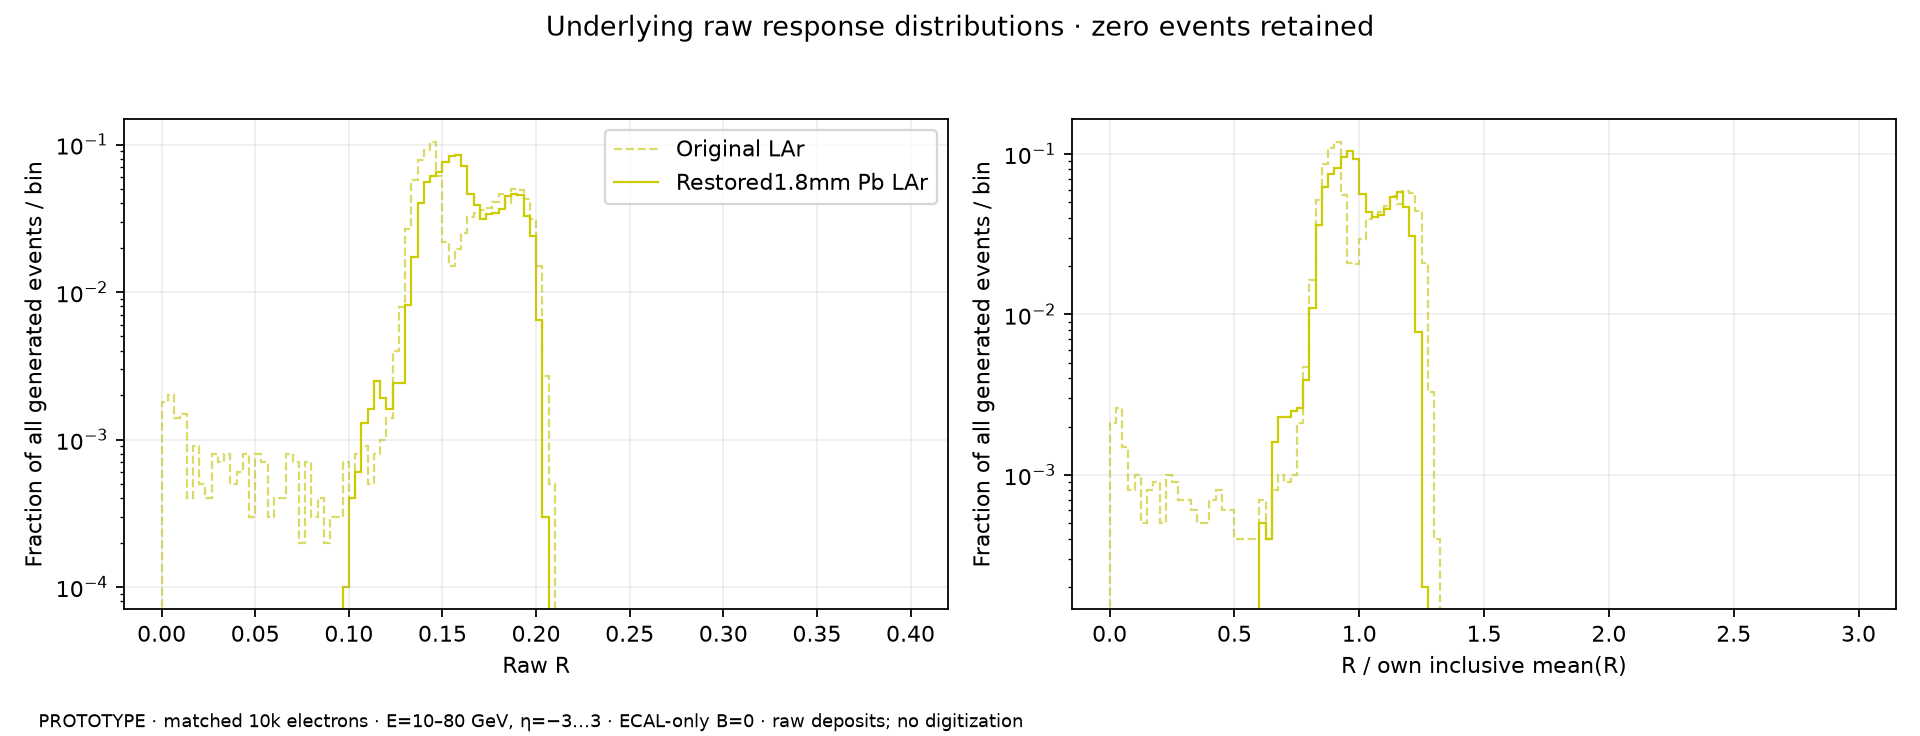 Underlying raw response distributions · zero events retained
Fraction of all generated events / bin
10⁻¹
10⁻²
10⁻³
10⁻⁴
Original LAr
Restored1.8mm Pb LAr
0.00 0.05 0.10 0.15 0.20 0.25 0.30 0.35 0.40
Raw R
Fraction of all generated events / bin
10⁻¹
10⁻²
10⁻³
0.0 0.5 1.0 1.5 2.0 2.5 3.0
R / own inclusive mean(R)
PROTOTYPE · matched 10k electrons · E=10–80 GeV, η=−3…3 · ECAL-only B=0 · raw deposits; no digitization